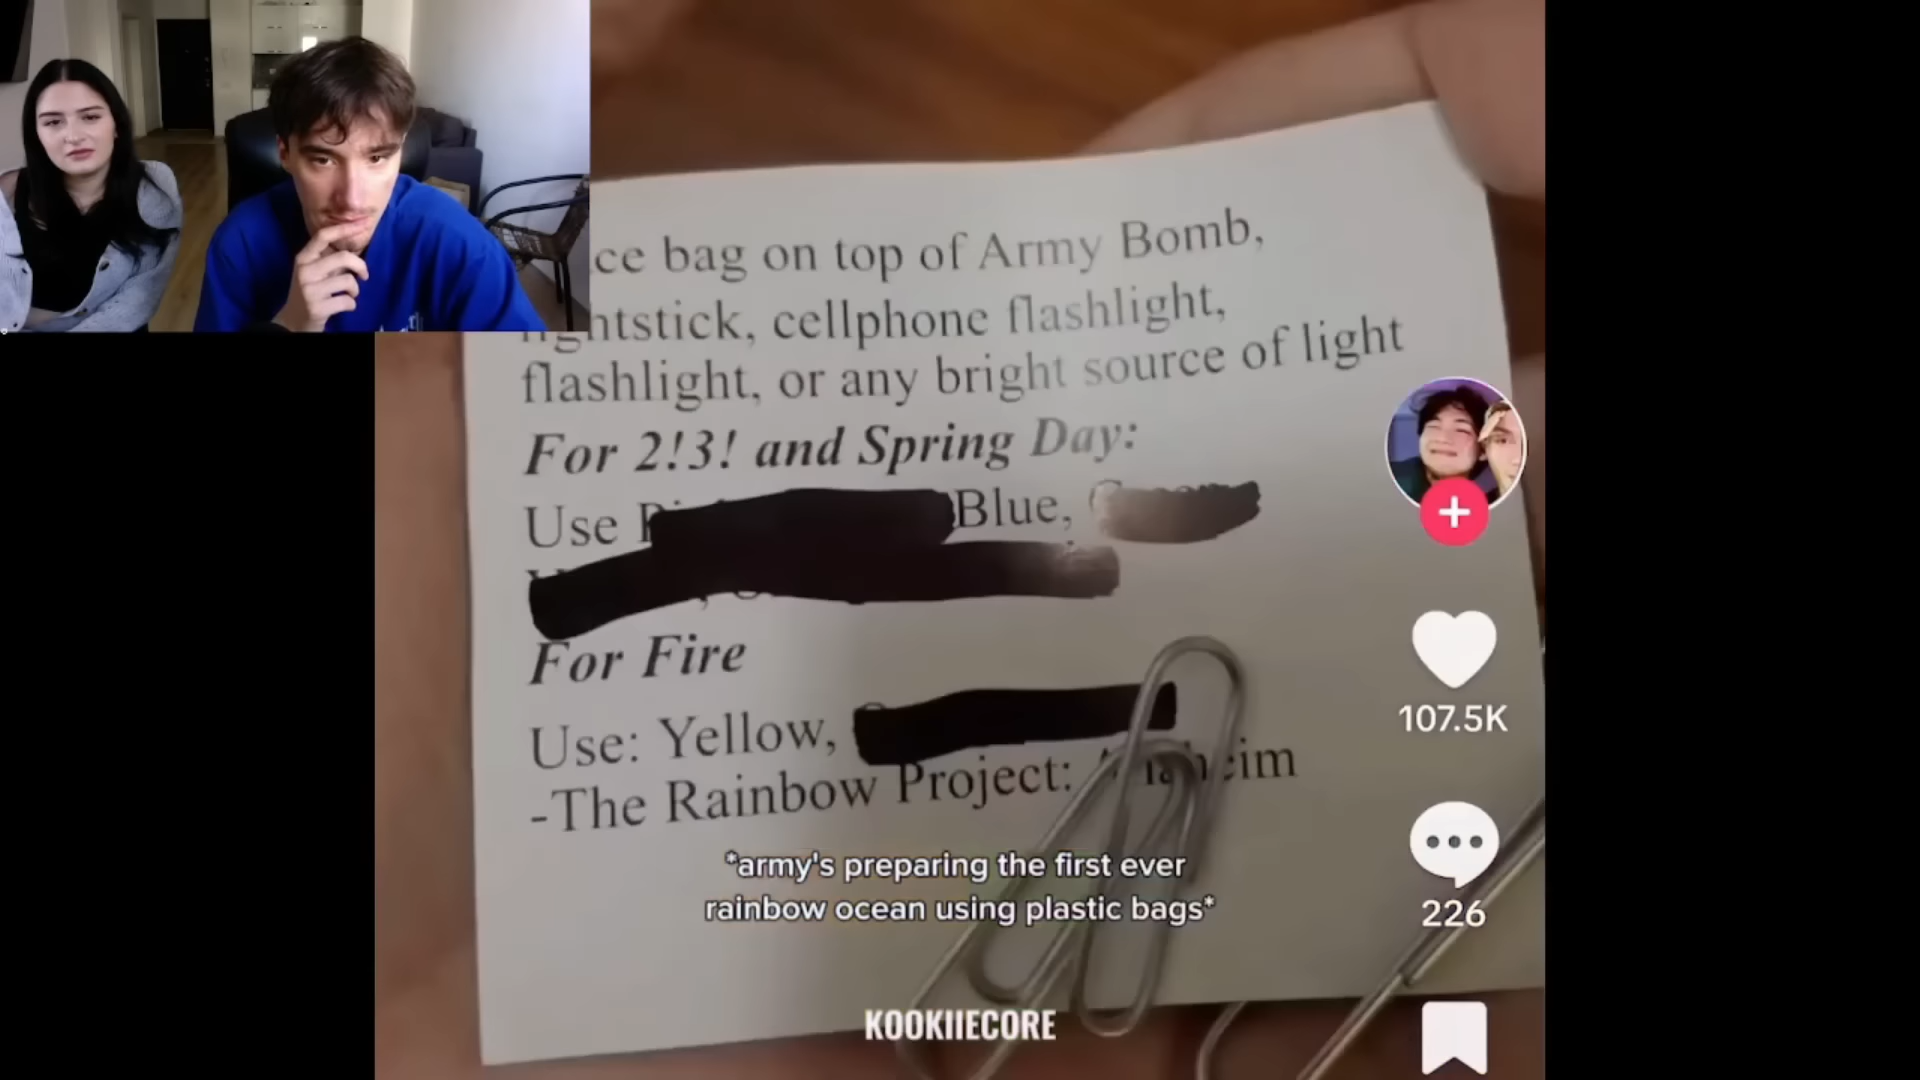 bag on top of Army Bomb,
cellphone flashlight,
flashlight, or any bright source of light
For 2!3! and Spring Day:
Use Blue,
For Fire
Use: Yellow,
-The Rainbow Project:
*army's preparing the first ever
rainbow ocean using plastic bags*
KOOKIIECORE
107.5K
226